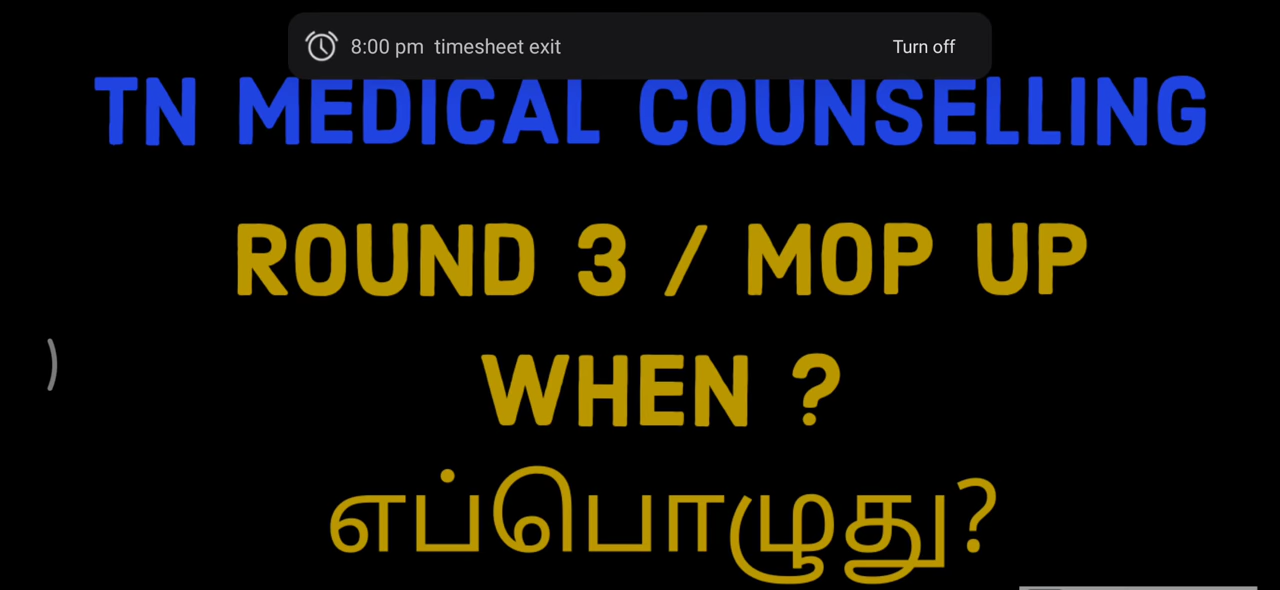 8:00 pm timesheet exit Turn off
TN MEDICAL COUNSELLING
ROUND 3 / MOP UP
WHEN ?
எப்பொழுது?